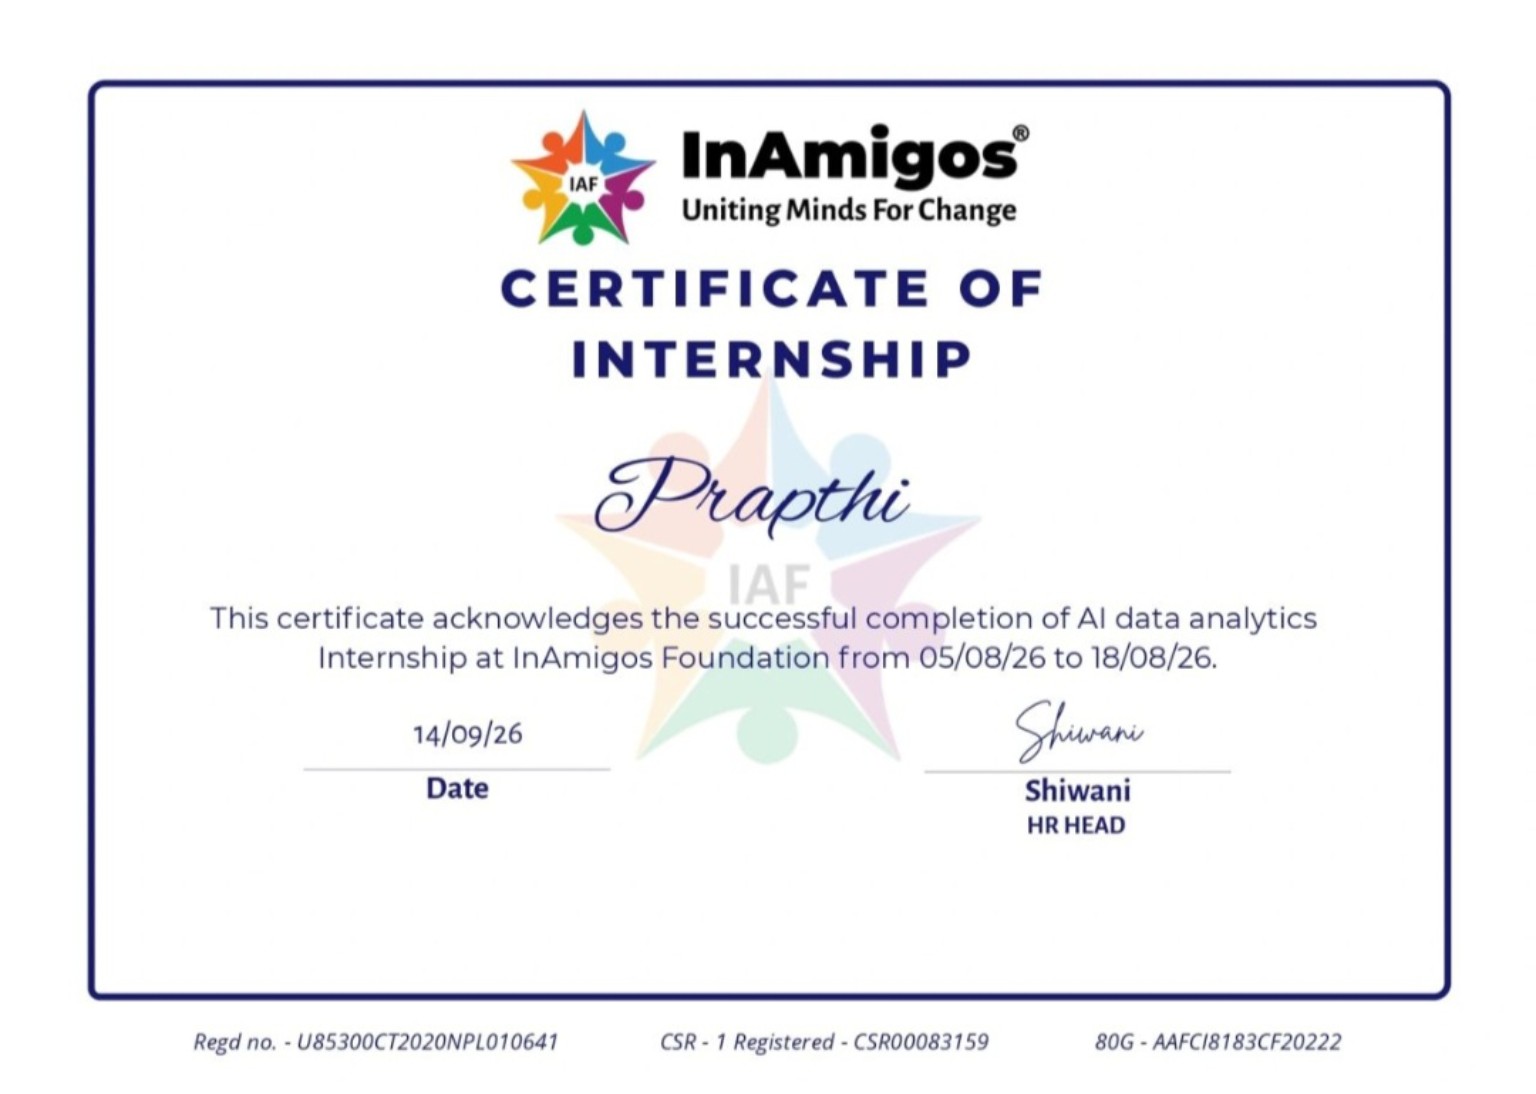 IAF
InAmigos®
Uniting Minds For Change
CERTIFICATE OF
INTERNSHIP
Prapthi
IAF
This certificate acknowledges the successful completion of AI data analytics
Internship at InAmigos Foundation from 05/08/26 to 18/08/26.
14/09/26
Date
Shiwani
Shiwani
HR HEAD
Regd no. - U85300CT2020NPL010641
CSR - 1 Registered - CSR00083159
80G - AAFCI8183CF20222